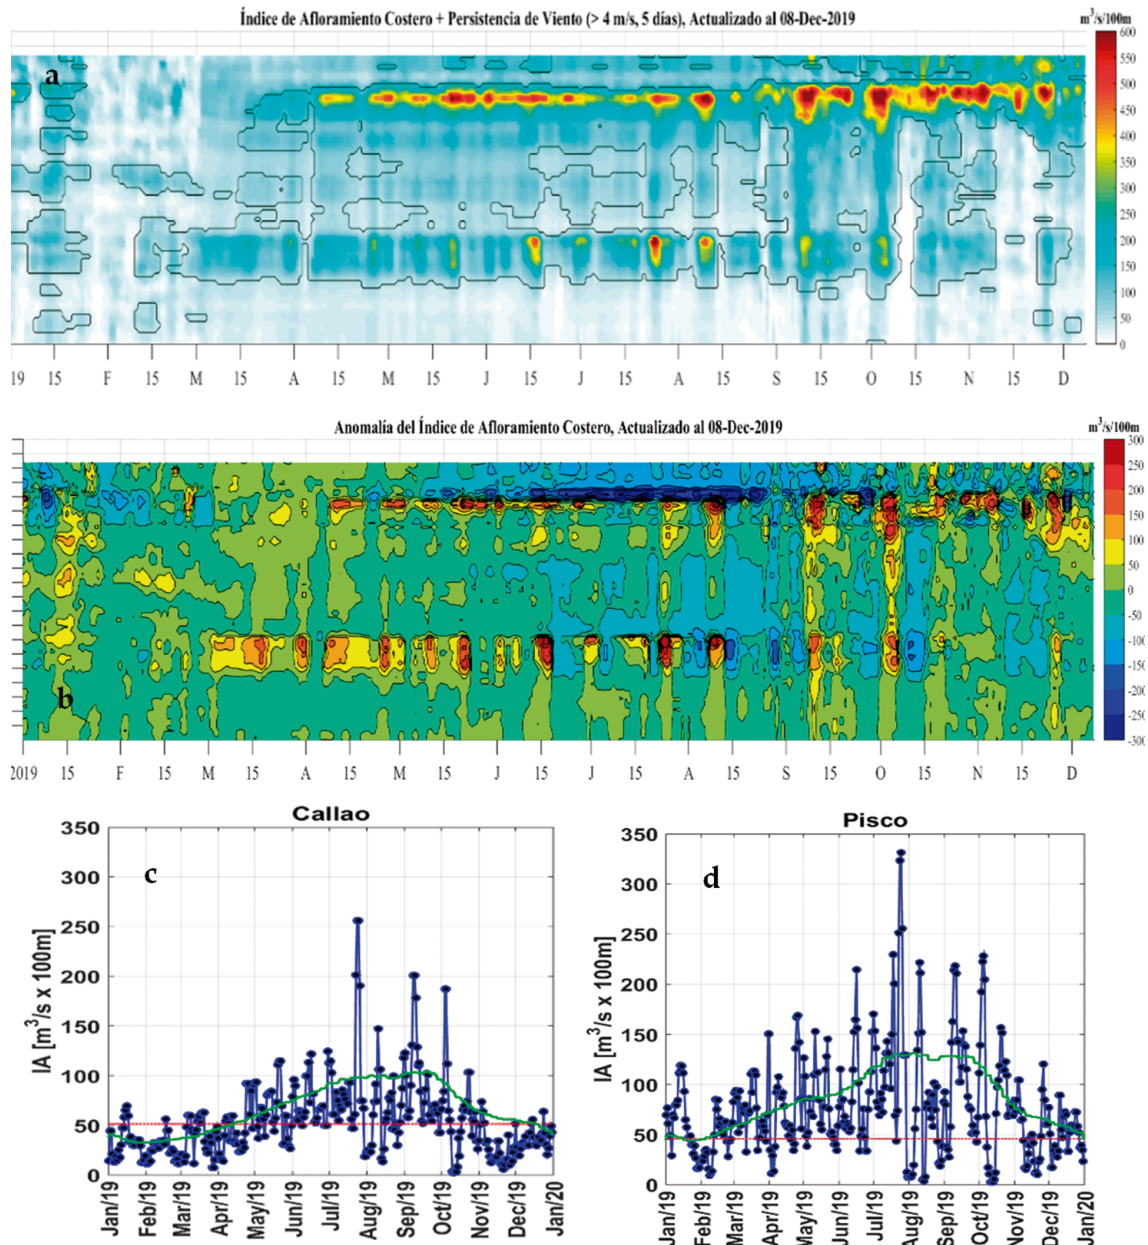 Índice de Afloramiento Costero + Persistencia de Viento (> 4 m/s, 5 días), Actualizado al 08-Dec-2019
m³/s/100m
a
600
550
500
450
400
350
300
250
200
150
100
50
0
19 15 F 15 M 15 A 15 M 15 J 15 J 15 A 15 S 15 O 15 N 15 D
Anomalía del Índice de Afloramiento Costero, Actualizado al 08-Dec-2019
m³/s/100m
300
250
200
150
100
50
0
-50
-100
-150
-200
-250
-300
b
2019 15 F 15 M 15 A 15 M 15 J 15 J 15 A 15 S 15 O 15 N 15 D
Callao
c
IA [m³/s x 100m]
350
300
250
200
150
100
50
0
Jan/19 Feb/19 Mar/19 Apr/19 May/19 Jun/19 Jul/19 Aug/19 Sep/19 Oct/19 Nov/19 Dec/19 Jan/20
Pisco
d
IA [m³/s x 100m]
350
300
250
200
150
100
50
0
Jan/19 Feb/19 Mar/19 Apr/19 May/19 Jun/19 Jul/19 Aug/19 Sep/19 Oct/19 Nov/19 Dec/19 Jan/20